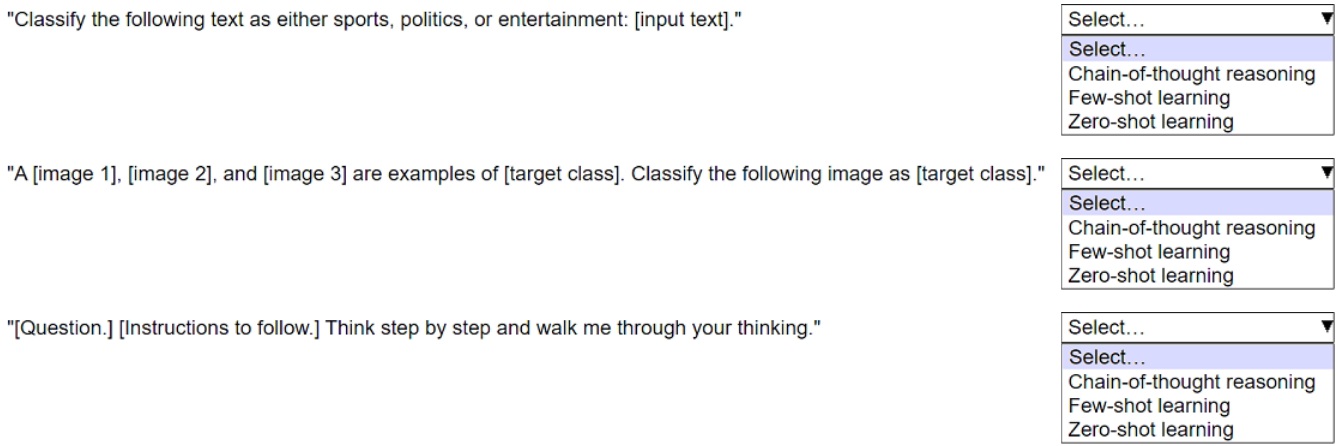 "Classify the following text as either sports, politics, or entertainment: [input text]."
Select...
Select...
Chain-of-thought reasoning
Few-shot learning
Zero-shot learning
"A [image 1], [image 2], and [image 3] are examples of [target class]. Classify the following image as [target class]."
Select...
Select...
Chain-of-thought reasoning
Few-shot learning
Zero-shot learning
"[Question.] [Instructions to follow.] Think step by step and walk me through your thinking."
Select...
Select...
Chain-of-thought reasoning
Few-shot learning
Zero-shot learning